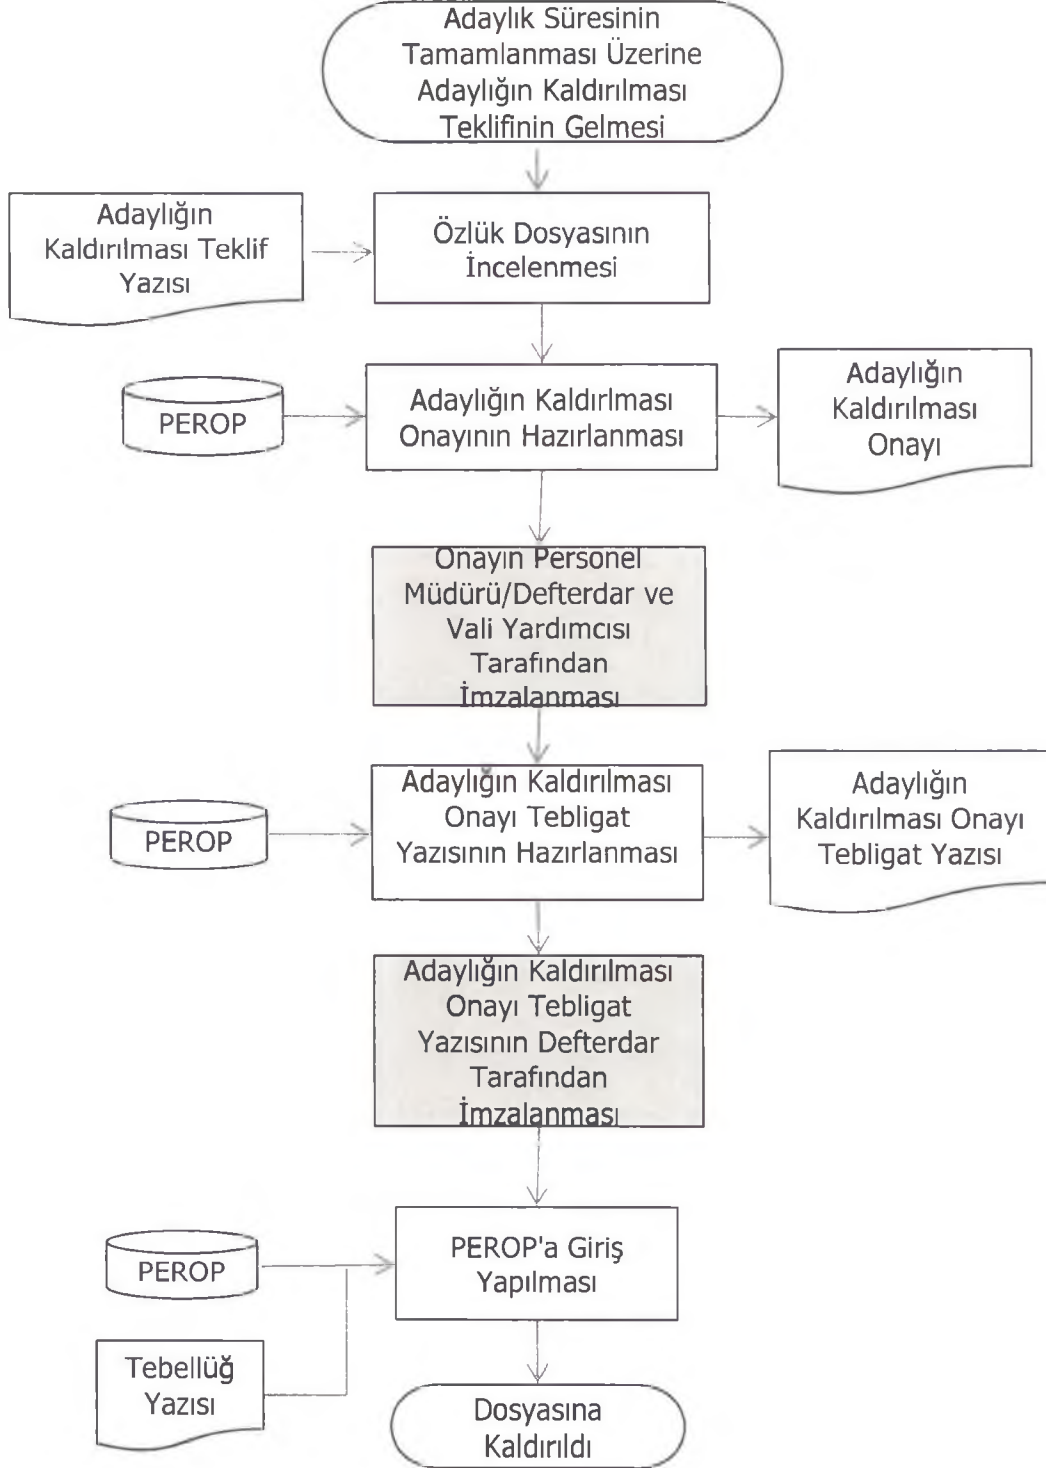 Adaylık Süresinin
Tamamlanması Üzerine
Adaylığın Kaldırılması
Teklifinin Gelmesi
Adaylığın
Kaldırılması Teklif
Yazısı
Özlük Dosyasının
İncelenmesi
PEROP
Adaylığın Kaldırlması
Onayının Hazırlanması
Adaylığın
Kaldırılması
Onayı
Onayın Personel
Müdürü/Defterdar ve
Vali Yardımcısı
Tarafından
İmzalanması
PEROP
Adaylığın Kaldırılması
Onayı Tebligat
Yazısının Hazırlanması
Adaylığın
Kaldırılması Onayı
Tebligat Yazısı
Adaylığın Kaldırılması
Onayı Tebligat
Yazısının Defterdar
Tarafından
İmzalanması
PEROP
PEROP'a Giriş
Yapılması
Tebellüğ
Yazısı
Dosyasına
Kaldırıldı